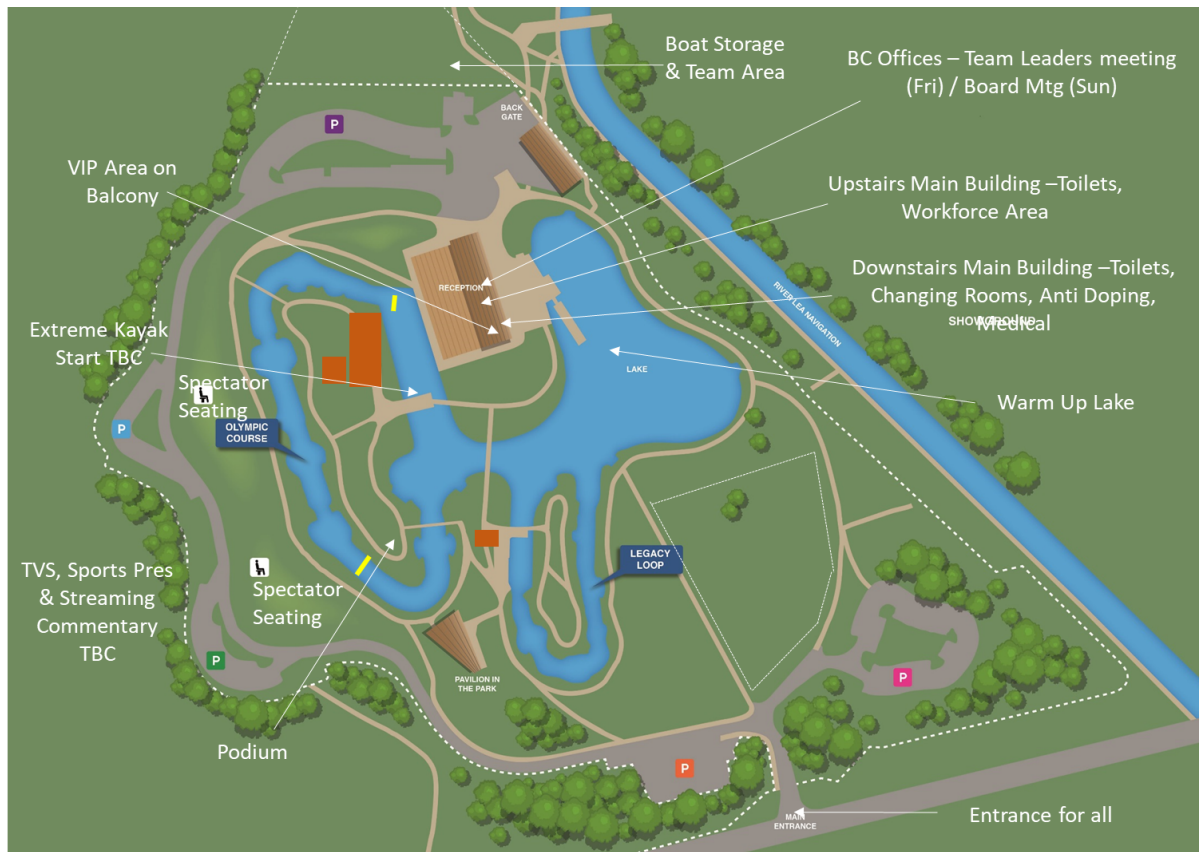 Boat Storage
& Team Area
BC Offices – Team Leaders meeting
(Fri) / Board Mtg (Sun)
BACK
GATE
P
VIP Area on
Balcony
Upstairs Main Building –Toilets,
Workforce Area
RECEPTION
Downstairs Main Building –Toilets,
Changing Rooms, Anti Doping,
Medical
SHOWGROUND
RIVER LEA NAVIGATION
Extreme Kayak
Start TBC
LAKE
Spectator
Seating
Warm Up Lake
P
OLYMPIC
COURSE
LEGACY
LOOP
TVS, Sports Pres
& Streaming
Commentary
TBC
Spectator
Seating
P
PAVILION IN
THE PARK
P
Podium
P
MAIN
ENTRANCE
Entrance for all